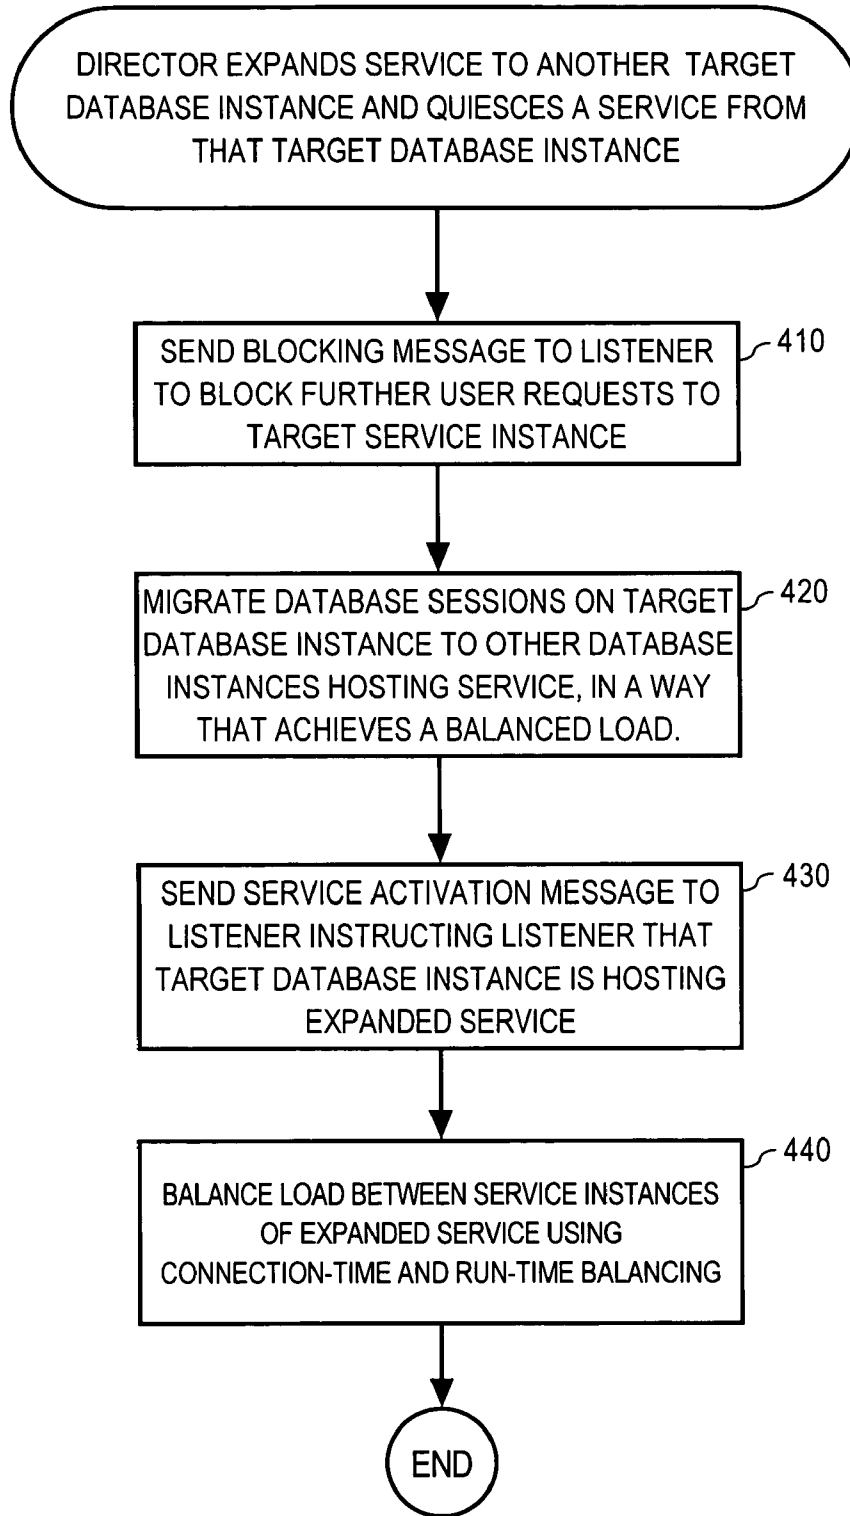 DIRECTOR EXPANDS SERVICE TO ANOTHER TARGET
DATABASE INSTANCE AND QUIESCES A SERVICE FROM
THAT TARGET DATABASE INSTANCE
410
SEND BLOCKING MESSAGE TO LISTENER
TO BLOCK FURTHER USER REQUESTS TO
TARGET SERVICE INSTANCE
420
MIGRATE DATABASE SESSIONS ON TARGET
DATABASE INSTANCE TO OTHER DATABASE
INSTANCES HOSTING SERVICE, IN A WAY
THAT ACHIEVES A BALANCED LOAD.
430
SEND SERVICE ACTIVATION MESSAGE TO
LISTENER INSTRUCTING LISTENER THAT
TARGET DATABASE INSTANCE IS HOSTING
EXPANDED SERVICE
440
BALANCE LOAD BETWEEN SERVICE INSTANCES
OF EXPANDED SERVICE USING
CONNECTION-TIME AND RUN-TIME BALANCING
END